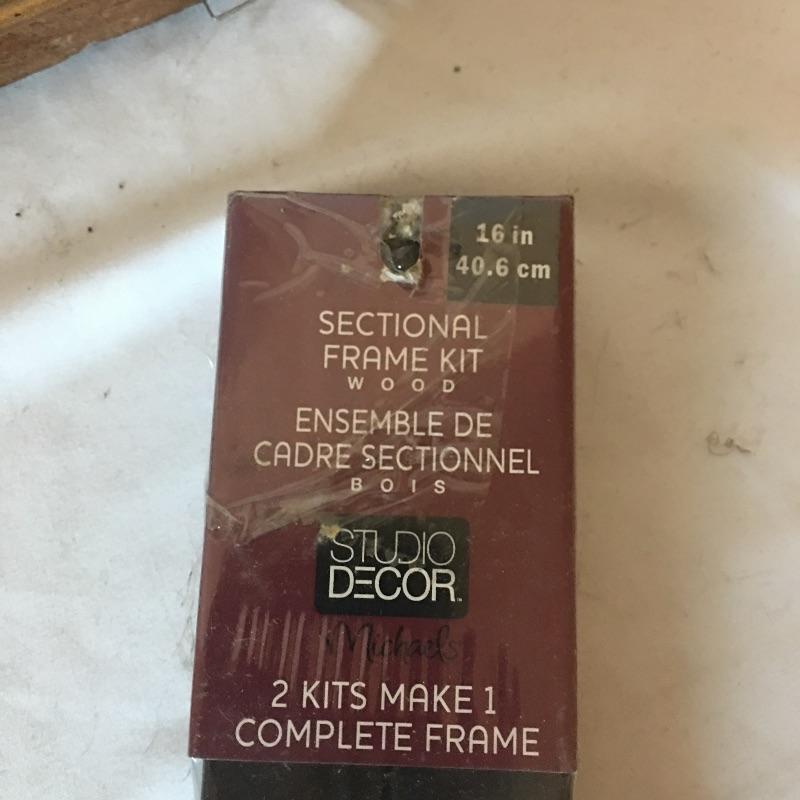 16 in
40.6 cm
SECTIONAL
FRAME KIT
WOOD
ENSEMBLE DE
CADRE SECTIONNEL
BOIS
STUDIO
DECOR™
Michaels
2 KITS MAKE 1
COMPLETE FRAME